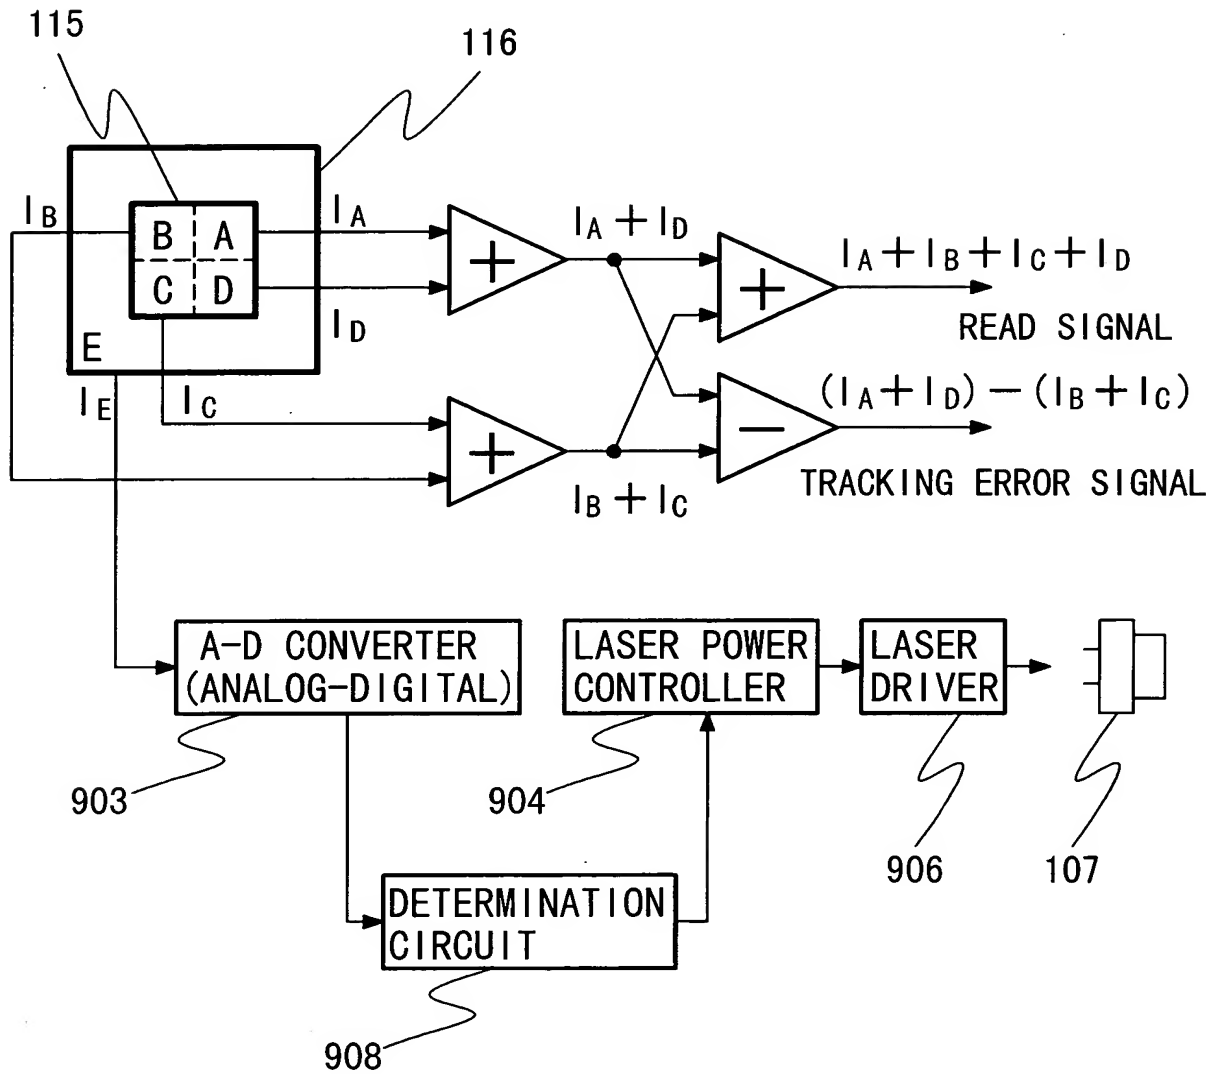 115
116
I_B
B A
C D
I_A
I_D
E
I_E
I_C
+
I_A + I_D
+
I_A + I_B + I_C + I_D
READ SIGNAL
+
I_B + I_C
−
(I_A + I_D) − (I_B + I_C)
TRACKING ERROR SIGNAL
A-D CONVERTER
(ANALOG-DIGITAL)
LASER POWER
CONTROLLER
LASER
DRIVER
903
904
906
107
DETERMINATION
CIRCUIT
908